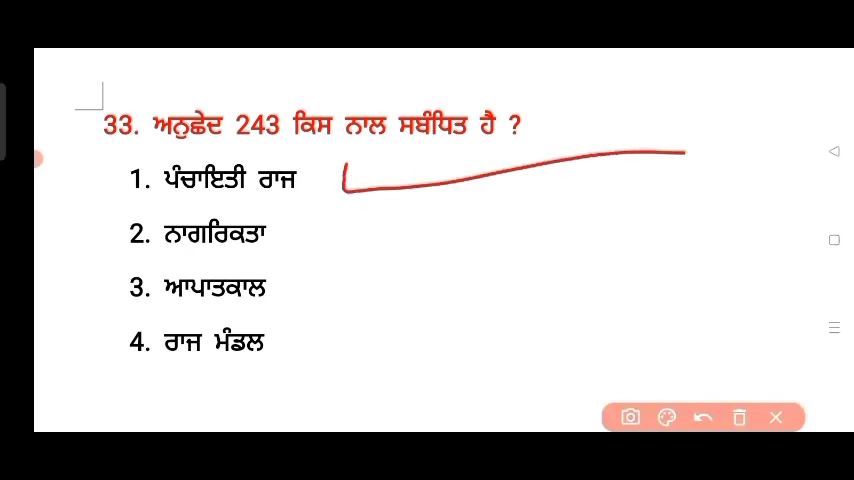 33. ਅਨੁਛੇਦ 243 ਕਿਸ ਨਾਲ ਸਬੰਧਿਤ ਹੈ ?
1. ਪੰਚਾਇਤੀ ਰਾਜ
2. ਨਾਗਰਿਕਤਾ
3. ਆਪਾਤਕਾਲ
4. ਰਾਜ ਮੰਡਲ